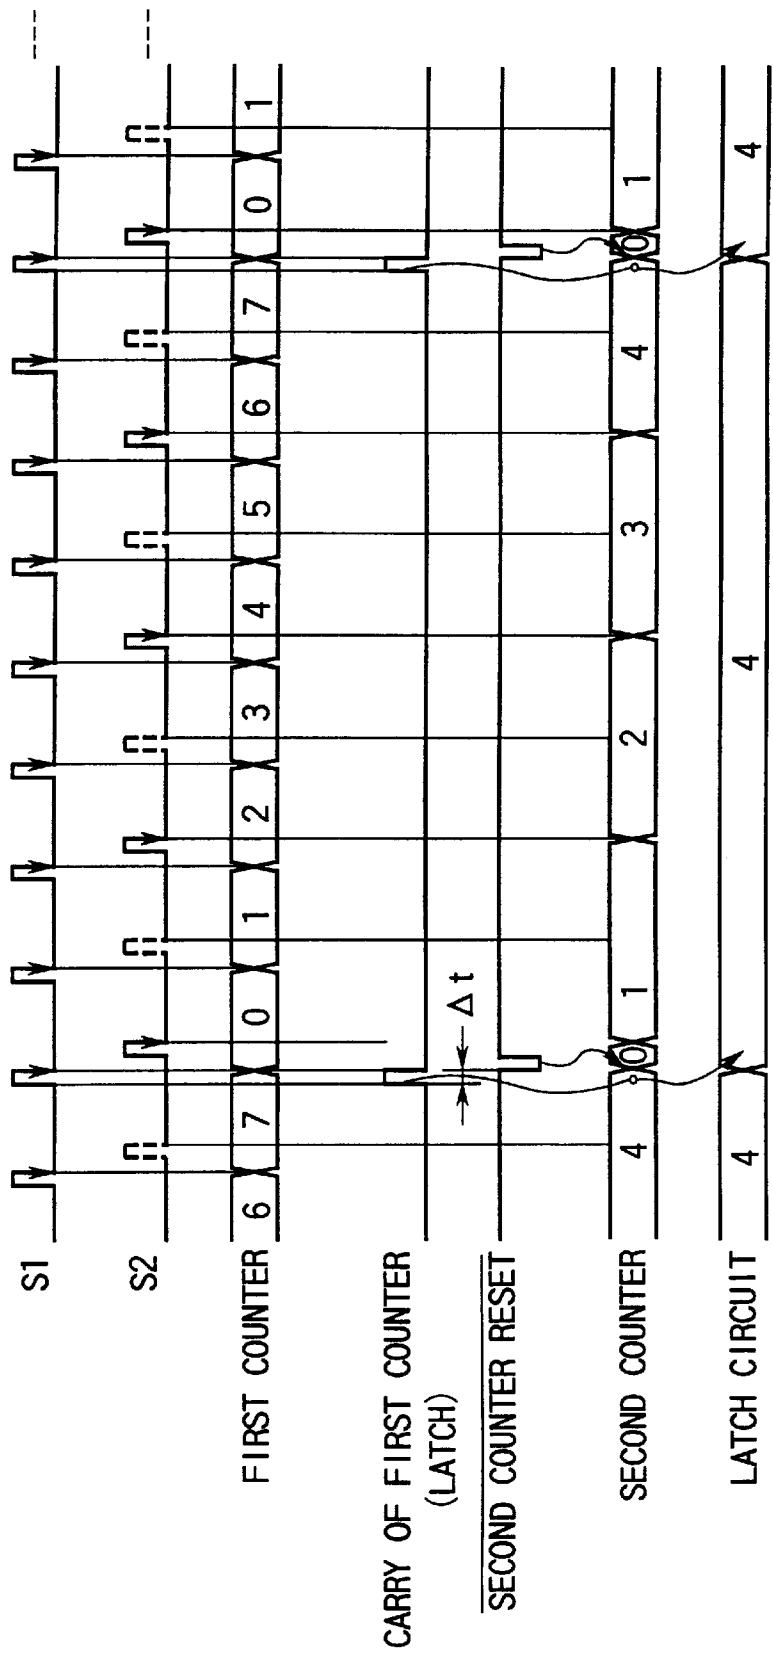 S1
S2
FIRST COUNTER 6 7 0 1 2 3 4 5 6 7 0 1
CARRY OF FIRST COUNTER
(LATCH)
Δt
SECOND COUNTER RESET
SECOND COUNTER 4 0 1 2 3 4 0 1
LATCH CIRCUIT 4 4 4